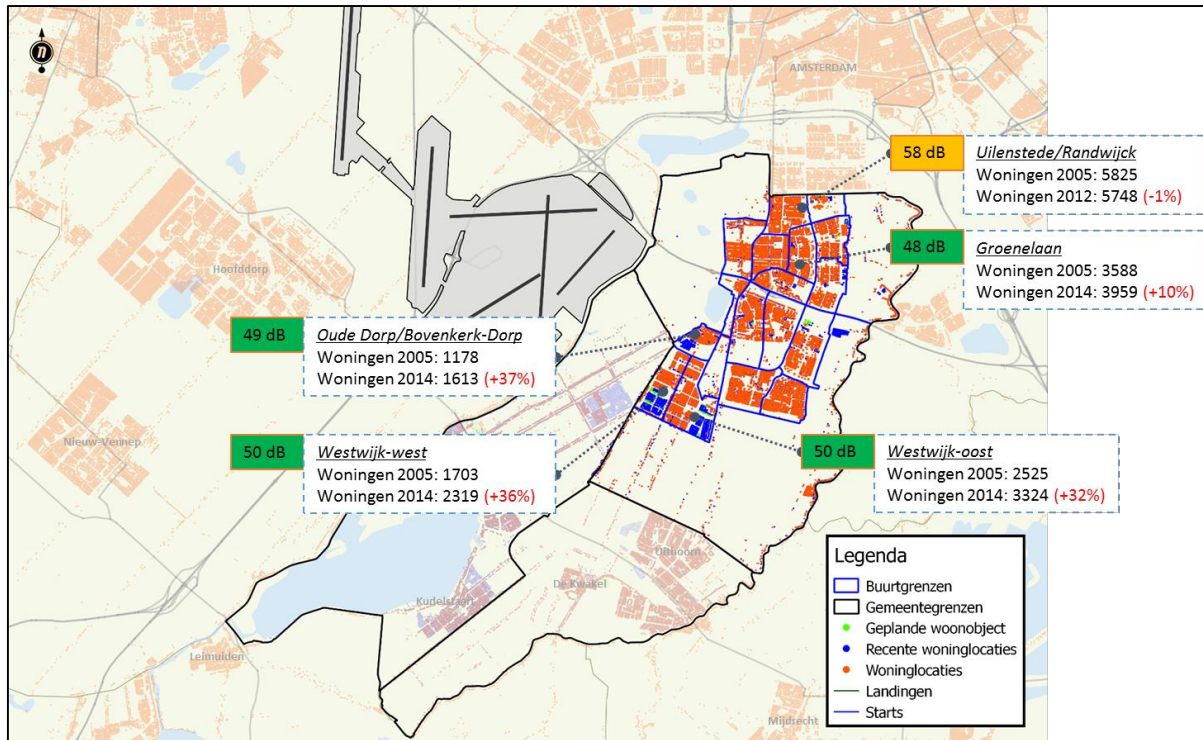 n
AMSTERDAM
58 dB
Uilenstede/Randwijck
Woningen 2005: 5825
Woningen 2012: 5748 (-1%)
48 dB
Groenelaan
Woningen 2005: 3588
Woningen 2014: 3959 (+10%)
Hoofddorp
49 dB
Oude Dorp/Bovenkerk-Dorp
Woningen 2005: 1178
Woningen 2014: 1613 (+37%)
Nieuw-Vennep
50 dB
Westwijk-west
Woningen 2005: 1703
Woningen 2014: 2319 (+36%)
50 dB
Westwijk-oost
Woningen 2005: 2525
Woningen 2014: 3324 (+32%)
Uithoorn
De Kwakel
Kudelstaart
Leimuiden
Mijdrecht
Legenda
Buurtgrenzen
Gemeentegrenzen
Geplande woonobject
Recente woninglocaties
Woninglocaties
Landingen
Starts